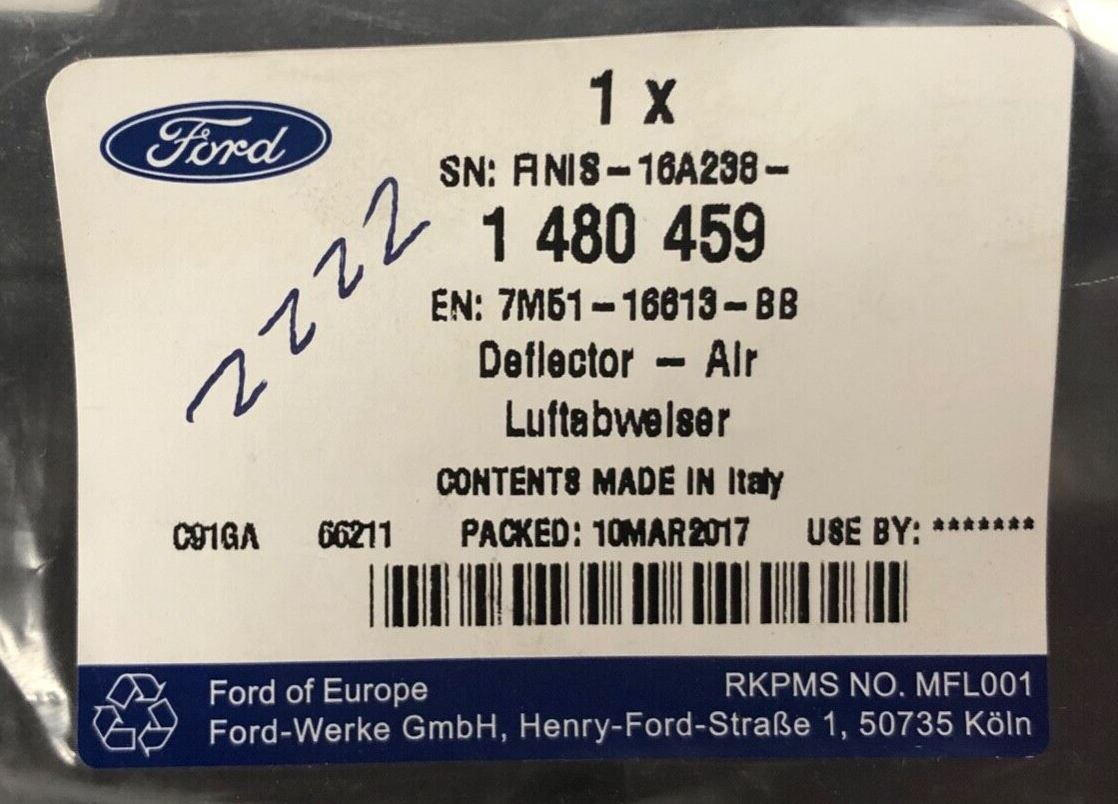 1 x
Ford
SN: FINIS-16A238-
2222
1 480 459
EN: 7M51-16613-BB
Deflector - Air
Luftabweiser
CONTENTS MADE IN Italy
C91GA 66211 PACKED: 10MAR2017 USE BY: *******
Ford of Europe RKPMS NO. MFL001
Ford-Werke GmbH, Henry-Ford-Straße 1, 50735 Köln